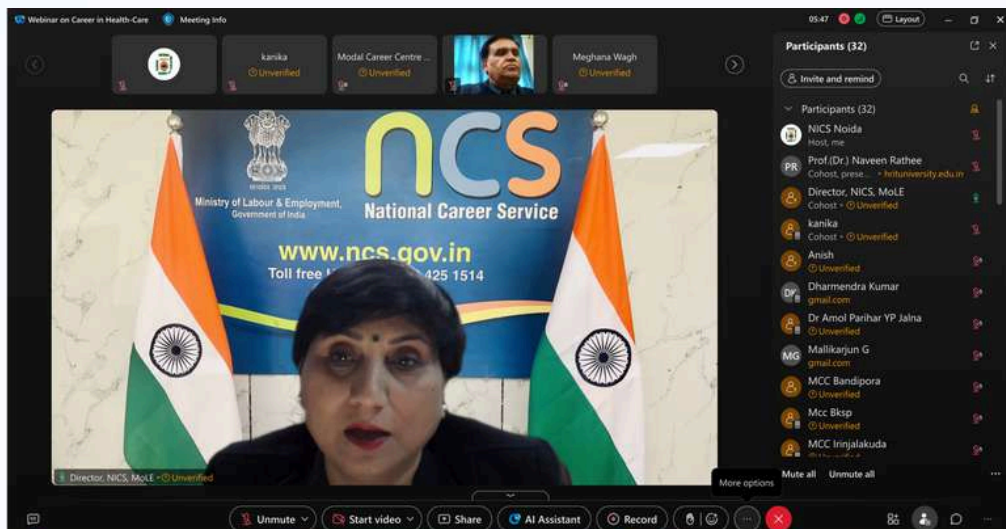 Webinar on Career in Health-Care
Meeting Info
05:47
Layout
kanika
Unverified
Modal Career Centre ...
Unverified
Meghana Wagh
Unverified
Ministry of Labour & Employment,
Government of India
ncs
National Career Service
www.ncs.gov.in
Toll free
425 1514
Director, NICS, MoLE • Unverified
Participants (32)
Invite and remind
Participants (32)
NICS Noida
Host, me
PR
Prof.(Dr.) Naveen Rathee
Cohost, prese... • hrituniversity.edu.in
Director, NICS, MoLE
Cohost • Unverified
kanika
Cohost • Unverified
Anish
Unverified
DK
Dharmendra Kumar
gmail.com
Dr Amol Parihar YP Jalna
Unverified
MG
Mallikarjun G
gmail.com
MCC Bandipora
Unverified
Mcc Bksp
Unverified
MCC Irinjalakuda
Unverified
Mute all
Unmute all
More options
Unmute
Start video
Share
AI Assistant
Record